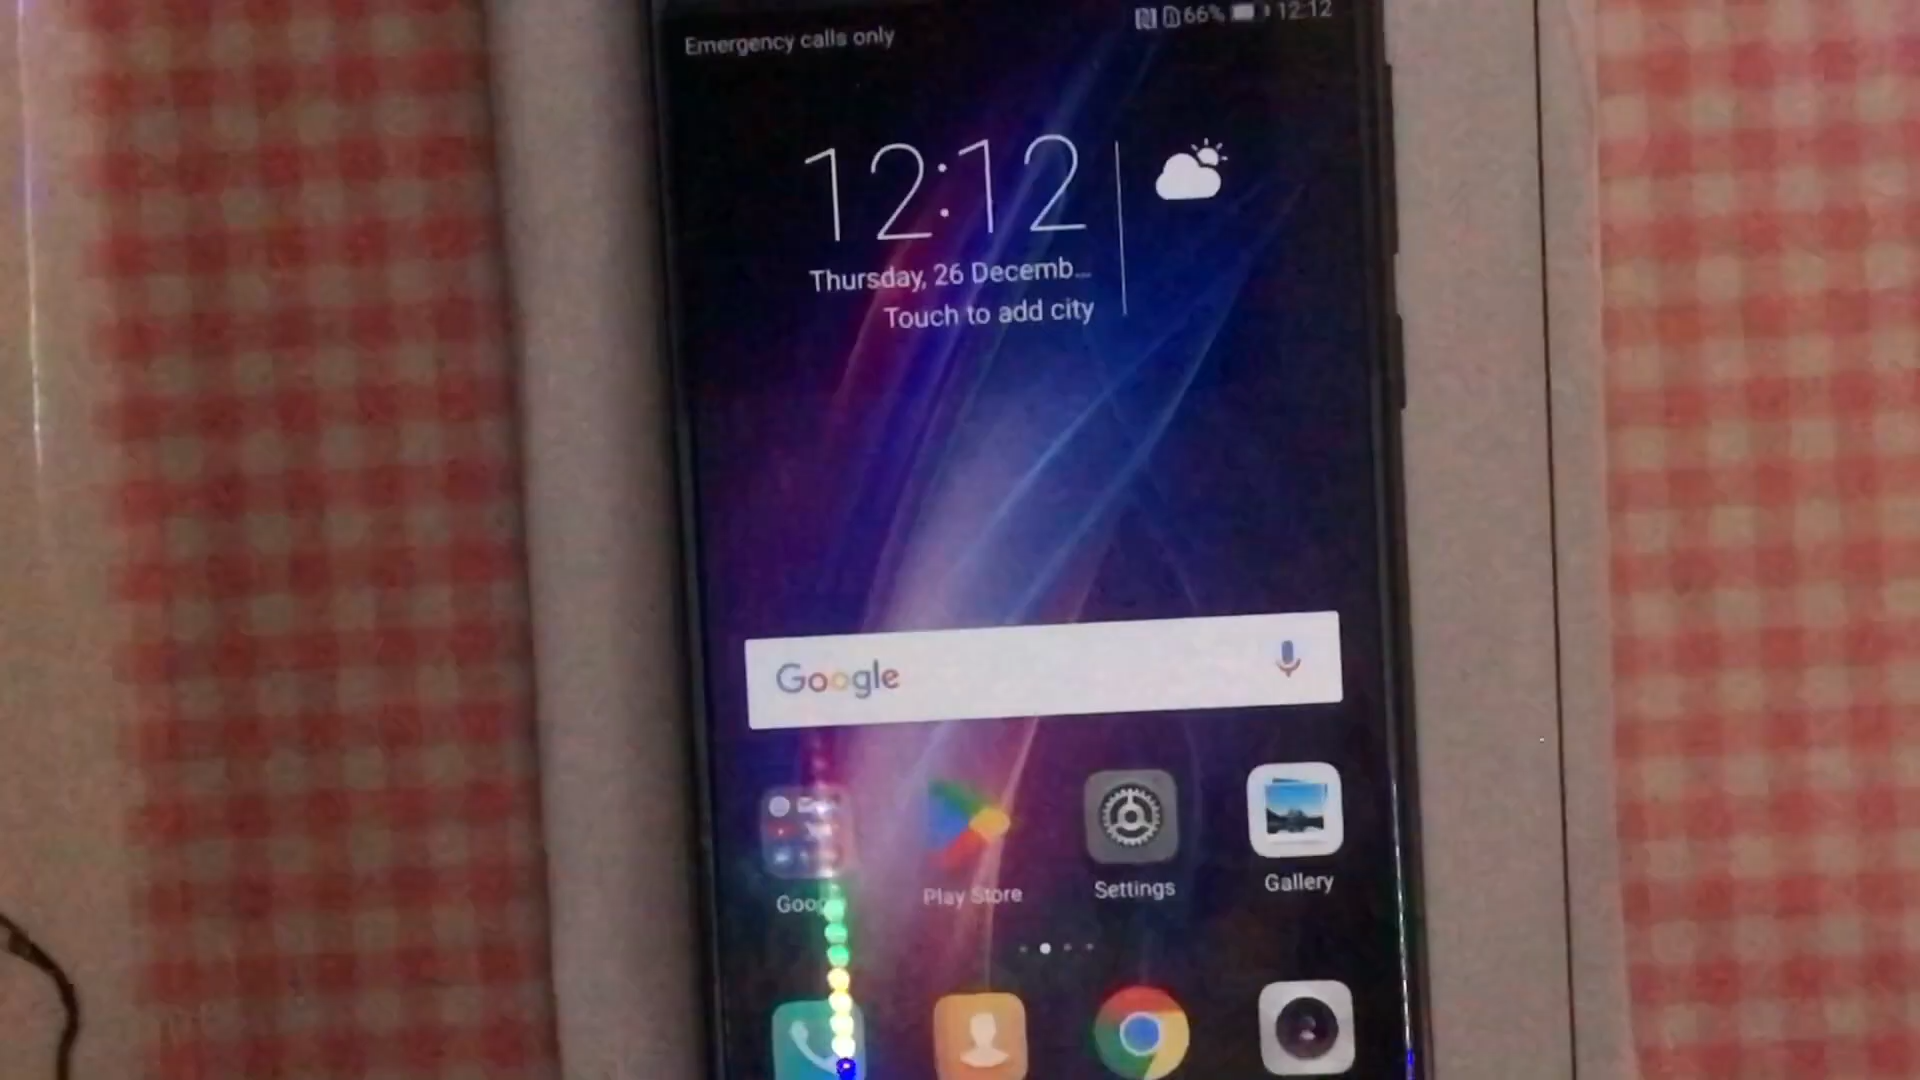 Emergency calls only
66% 12:12
12:12
Thursday, 26 Decemb...
Touch to add city
Google
Play Store
Settings
Gallery